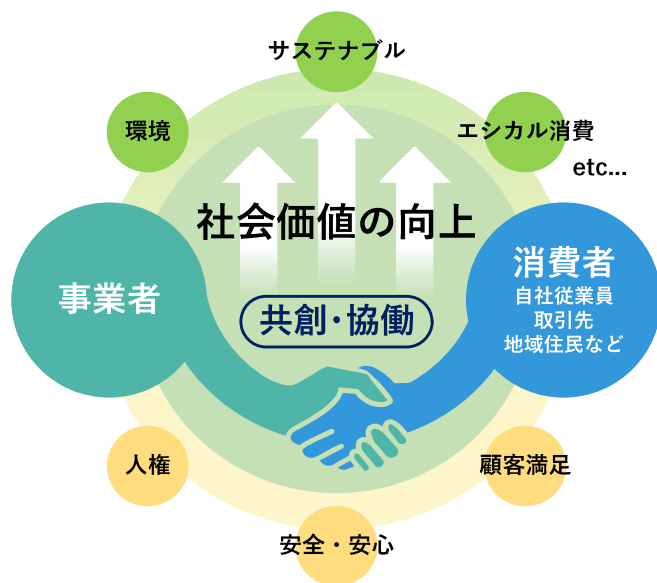 サステナブル
環境
エシカル消費
etc...
社会価値の向上
事業者
消費者
自社従業員
取引先
地域住民など
共創・協働
人権
顧客満足
安全・安心